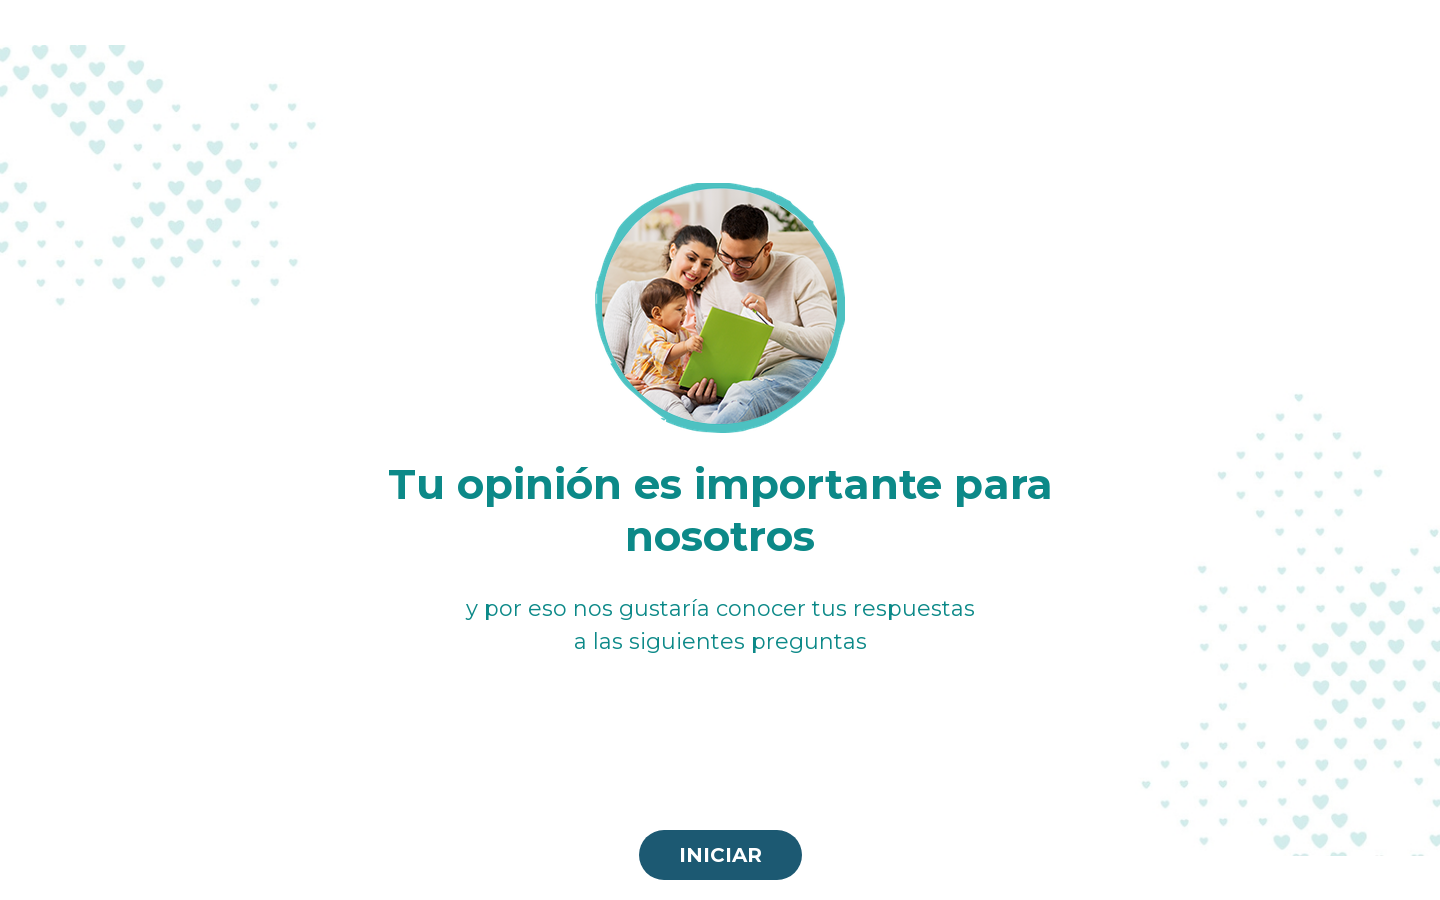 Tu opinión es importante para
nosotros
y por eso nos gustaría conocer tus respuestas
a las siguientes preguntas
INICIAR